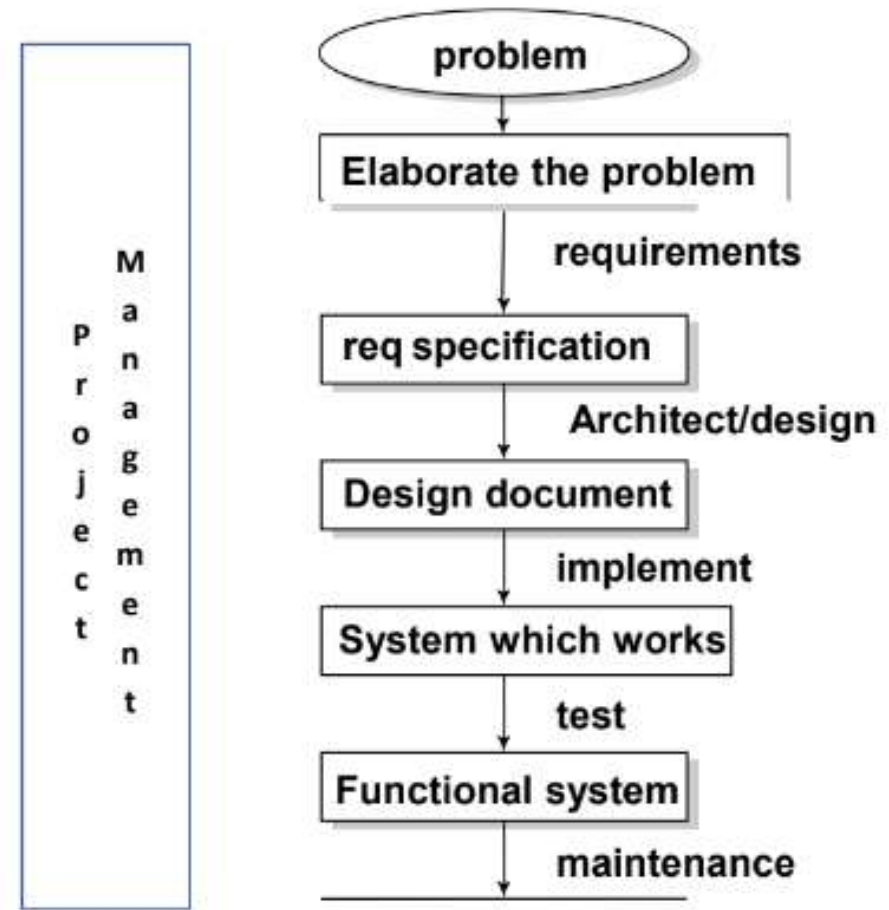 Project
Management
problem
Elaborate the problem
requirements
req specification
Architect/design
Design document
implement
System which works
test
Functional system
maintenance